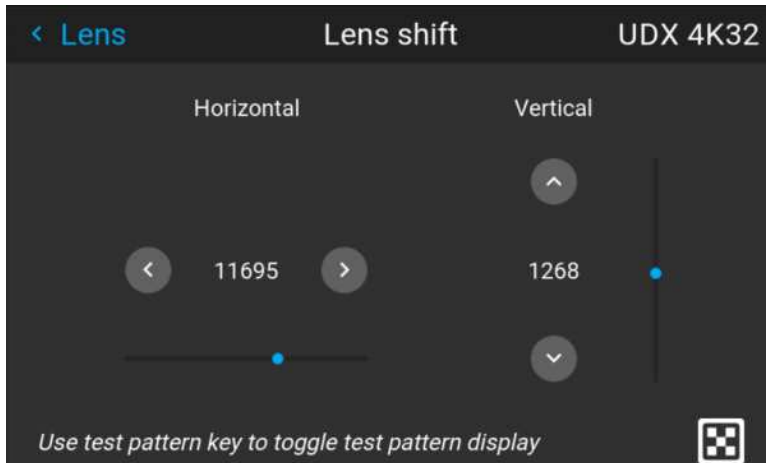 Lens Lens shift UDX 4K32
Horizontal Vertical
11695 1268
Use test pattern key to toggle test pattern display